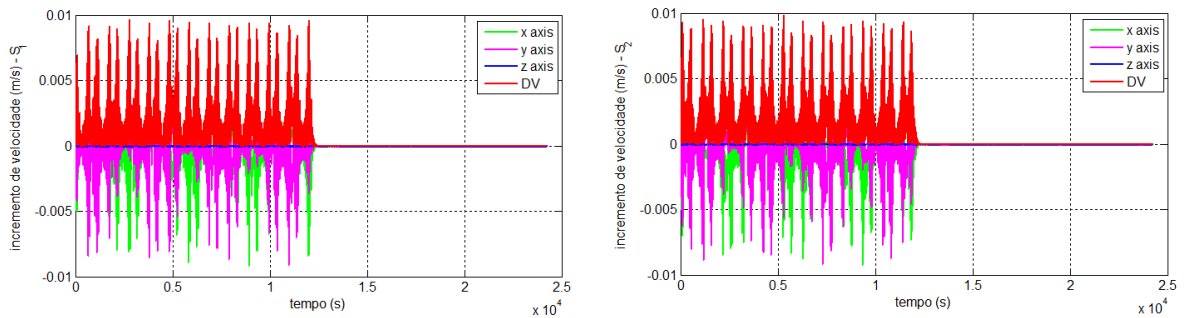 0.01
0.005
0
-0.005
-0.01
incremento de velocidade (m/s) - S1
x axis
y axis
z axis
DV
0 0.5 1 1.5 2 2.5
tempo (s)
x 10^4
0.01
0.005
0
-0.005
-0.01
incremento de velocidade (m/s) - S2
x axis
y axis
z axis
DV
0 0.5 1 1.5 2 2.5
tempo (s)
x 10^4